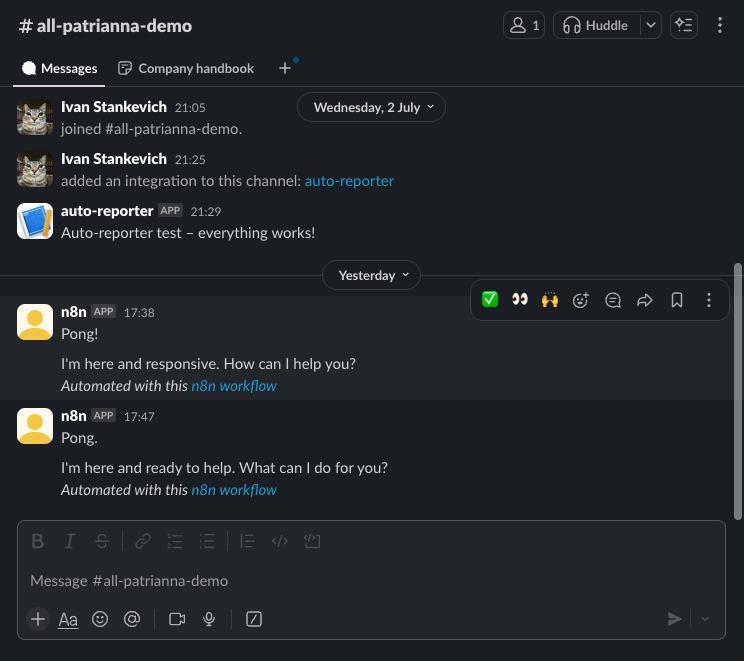 # all-patrianna-demo
1
Huddle
Messages
Company handbook
Wednesday, 2 July
Ivan Stankevich 21:05
joined #all-patrianna-demo.
Ivan Stankevich 21:25
added an integration to this channel: auto-reporter
auto-reporter APP 21:29
Auto-reporter test – everything works!
Yesterday
n8n APP 17:38
Pong!
I'm here and responsive. How can I help you?
Automated with this n8n workflow
n8n APP 17:47
Pong.
I'm here and ready to help. What can I do for you?
Automated with this n8n workflow
B I S
Message #all-patrianna-demo
Aa